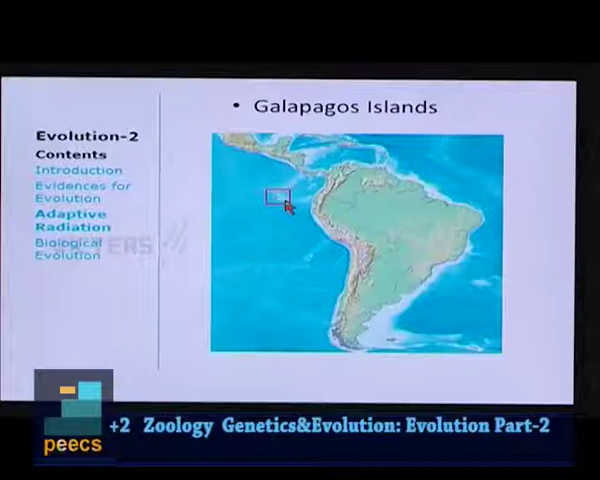 • Galapagos Islands
Evolution-2
Contents
Introduction
Evidences for
Evolution
Adaptive
Radiation
Biological
Evolution
peecs
+2 Zoology Genetics&Evolution: Evolution Part-2